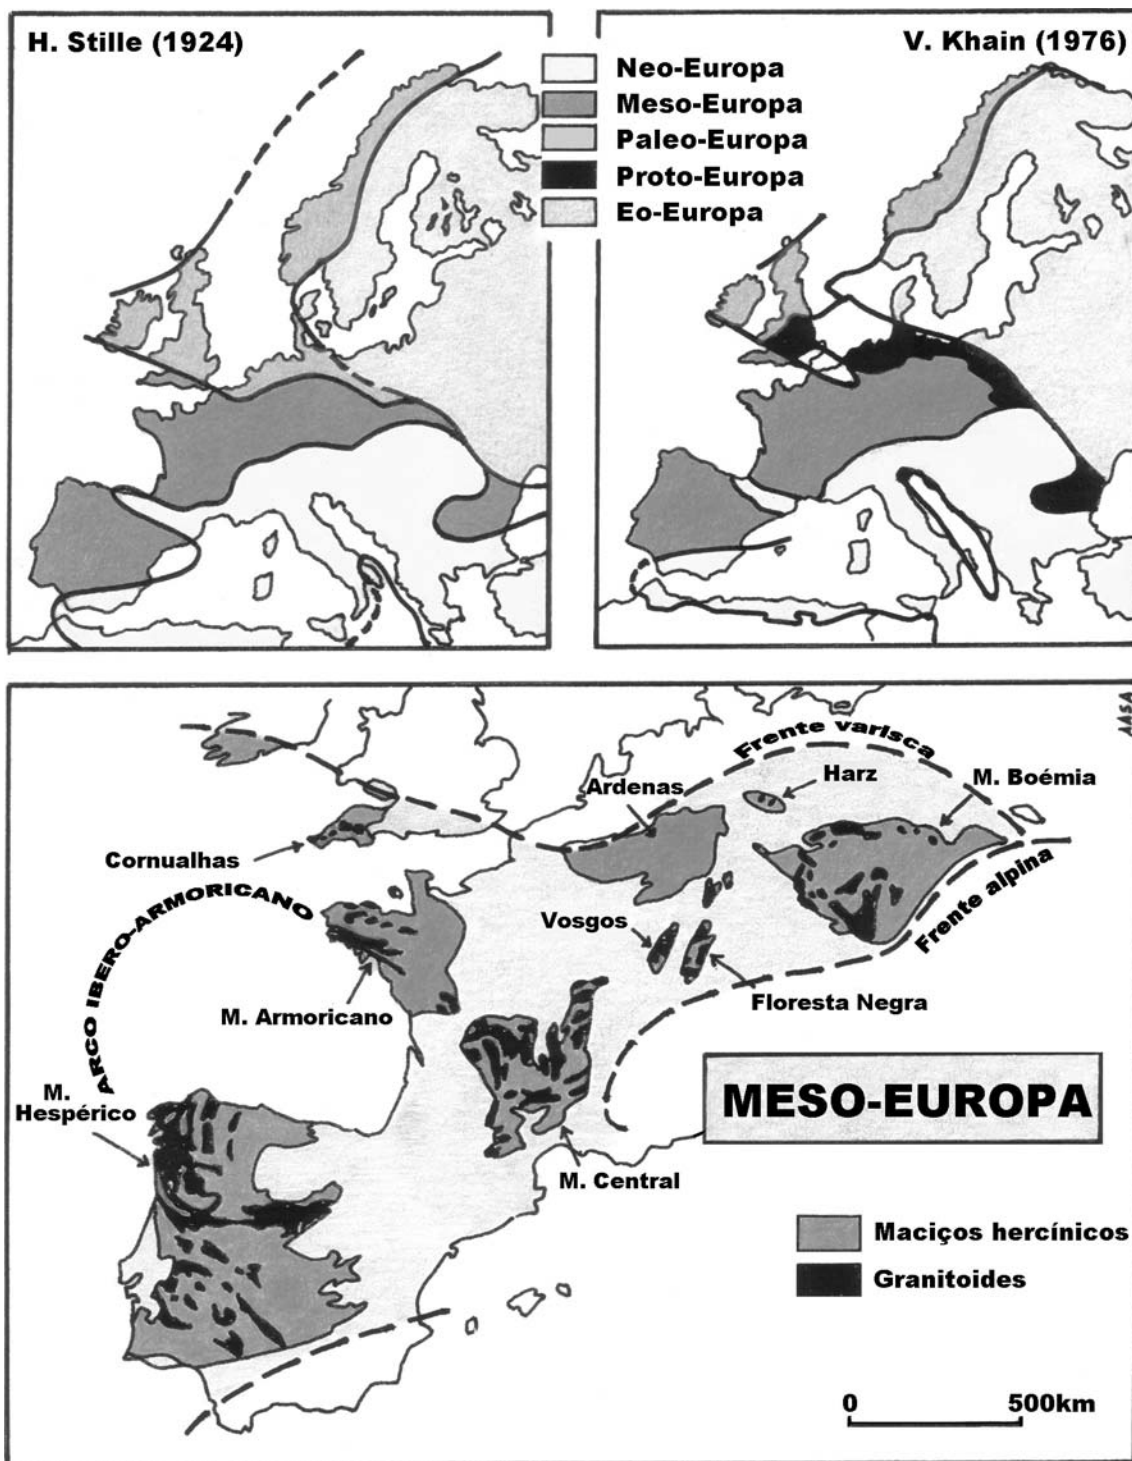 H. Stille (1924)
V. Khain (1976)
Neo-Europa
Meso-Europa
Paleo-Europa
Proto-Europa
Eo-Europa
AASA
Frente varisca
Harz
Ardenas
M. Boémia
Cornualhas
Frente alpina
ARCO IBERO-ARMORICANO
Vosgos
Floresta Negra
M. Armoricano
M.
Hespérico
MESO-EUROPA
M. Central
Maciços hercínicos
Granitoides
0 500km